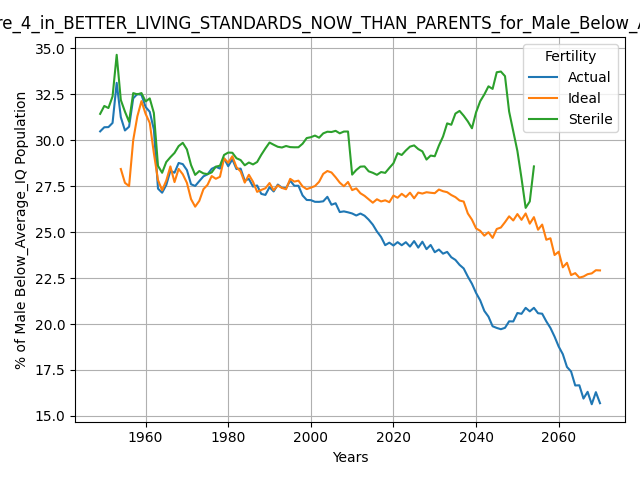 re_4_in_BETTER_LIVING_STANDARDS_NOW_THAN_PARENTS_for_Male_Below_A
35.0
32.5
30.0
27.5
25.0
22.5
20.0
17.5
15.0
% of Male Below_Average_IQ Population
Fertility
Actual
Ideal
Sterile
1960
1980
2000
2020
2040
2060
Years